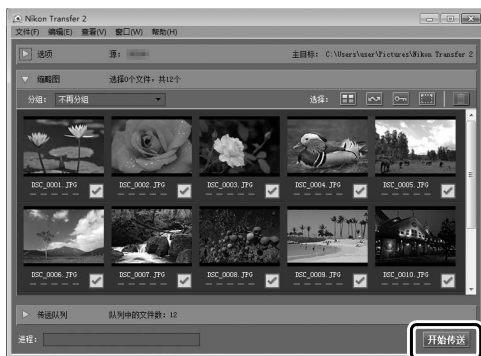 Nikon Transfer 2
文件(F) 编辑(E) 查看(V) 窗口(W) 帮助(H)
选项 源: 主目标: C:\Users\user\Pictures\Nikon Transfer 2
缩略图 选择0个文件,共12个
分组: 不再分组 选择:
DSC_0001.JPG DSC_0002.JPG DSC_0003.JPG DSC_0004.JPG DSC_0005.JPG
DSC_0006.JPG DSC_0007.JPG DSC_0008.JPG DSC_0009.JPG DSC_0010.JPG
传送队列 队列中的文件数: 12
进程: 开始传送